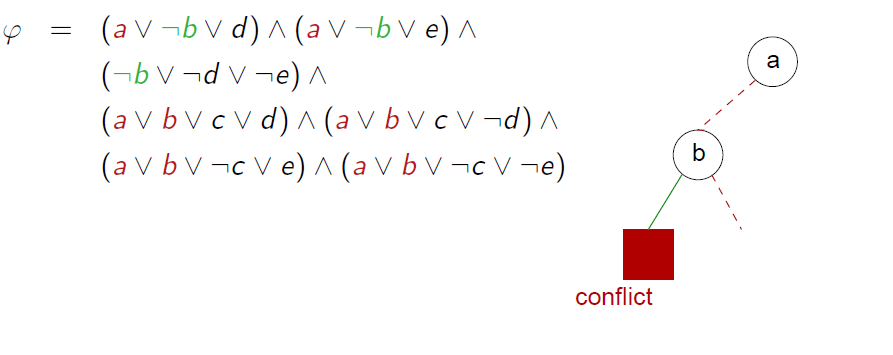 φ = (a ∨ ¬b ∨ d) ∧ (a ∨ ¬b ∨ e) ∧
(¬b ∨ ¬d ∨ ¬e) ∧
(a ∨ b ∨ c ∨ d) ∧ (a ∨ b ∨ c ∨ ¬d) ∧
(a ∨ b ∨ ¬c ∨ e) ∧ (a ∨ b ∨ ¬c ∨ ¬e)
a
b
conflict